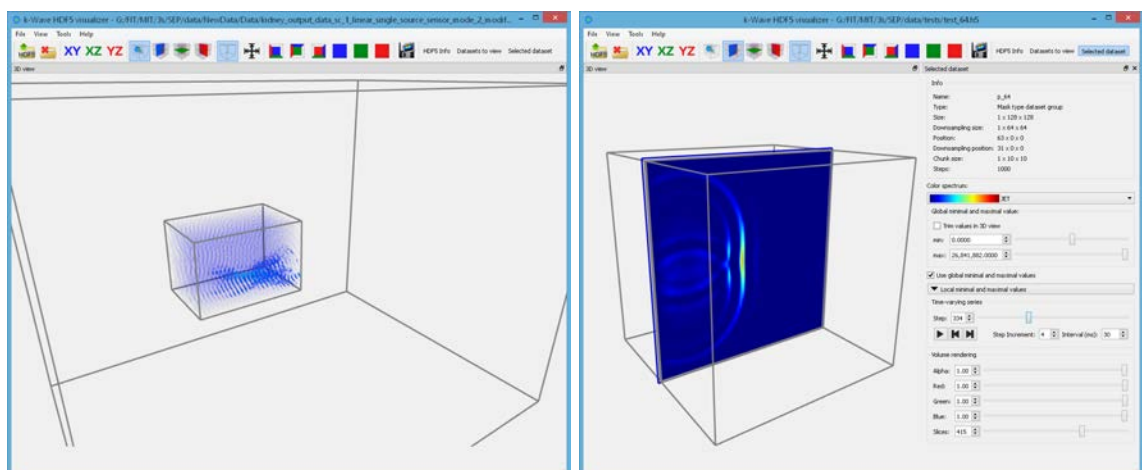 k-Wave HDF5 visualizer - G:/FIT/MIT/3s/SEP/data/NewData/Data/kidney_output_data_sc_1_linear_single_source_sensor_mode_2_modif...
File View Tools Help
HDF5 XY XZ YZ HDF5 Info Datasets to view Selected dataset
3D view
k-Wave HDF5 visualizer - G:/FIT/MIT/3s/SEP/data/tests/test_64.h5
File View Tools Help
HDF5 XY XZ YZ HDF5 Info Datasets to view Selected dataset
3D view
Selected dataset
Info
Name: p_64
Type: Mask type dataset group
Size: 1 x 128 x 128
Downsampling size: 1 x 64 x 64
Position: 63 x 0 x 0
Downsampling position: 31 x 0 x 0
Chunk size: 1 x 10 x 10
Steps: 1000
Color spectrum:
JET
Global minimal and maximal value:
Trim values in 3D view
min: 0.0000
max: 26,841,882.0000
Use global minimal and maximal values
Local minimal and maximal values
Time-varying series
Step: 334
Step increment: 4 Interval (ms): 30
Volume rendering
Alpha: 1.00
Red: 1.00
Green: 1.00
Blue: 1.00
Slices: 415